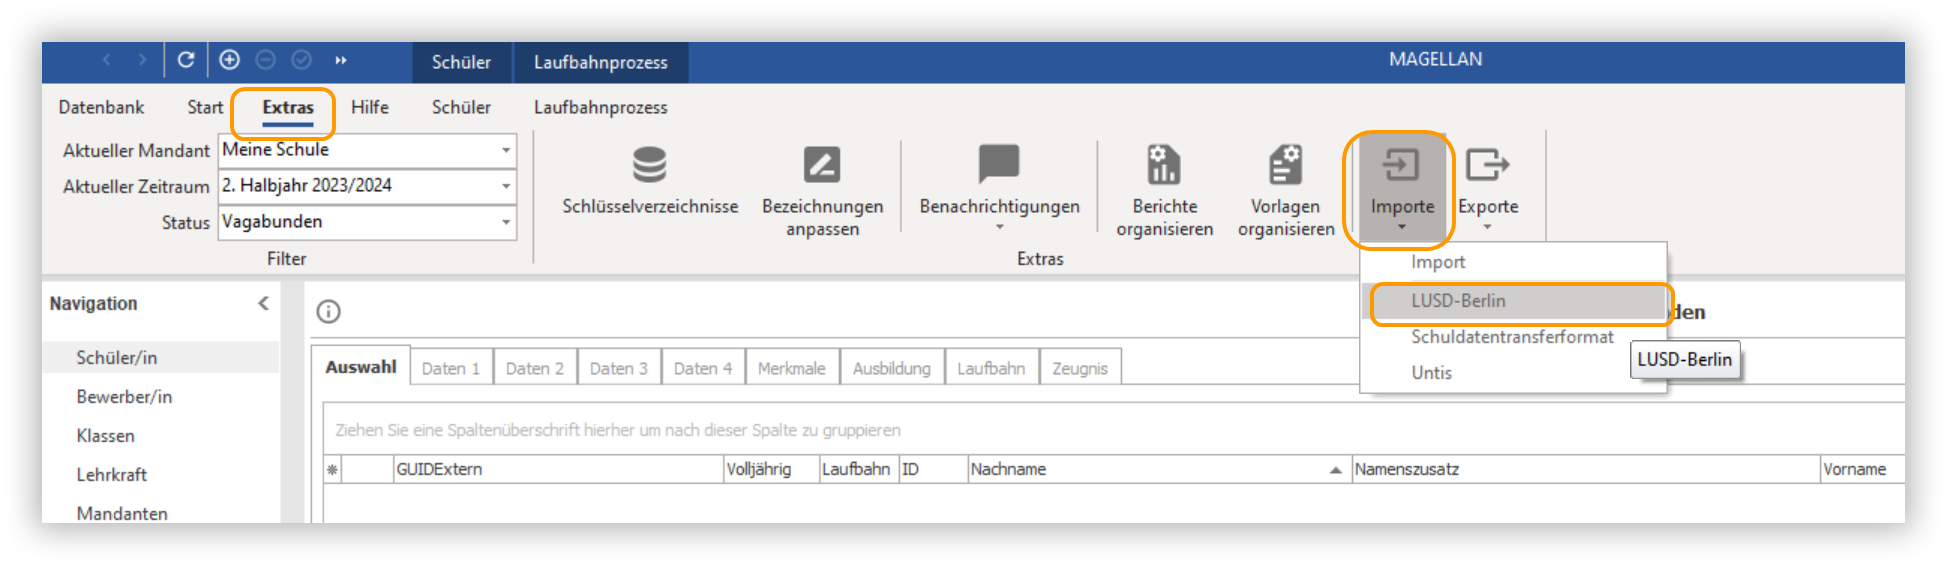 Schüler Laufbahnprozess MAGELLAN
Datenbank Start Extras Hilfe Schüler Laufbahnprozess
Aktueller Mandant Meine Schule
Aktueller Zeitraum 2. Halbjahr 2023/2024
Status Vagabunden
Filter
Schlüsselverzeichnisse
Bezeichnungen
anpassen
Benachrichtigungen
Berichte
organisieren
Vorlagen
organisieren
Extras
Importe
Exporte
Import
LUSD-Berlin
Schuldatentransferformat
Untis
LUSD-Berlin
Navigation
Schüler/in
Bewerber/in
Klassen
Lehrkraft
Mandanten
den
Auswahl Daten 1 Daten 2 Daten 3 Daten 4 Merkmale Ausbildung Laufbahn Zeugnis
Ziehen Sie eine Spaltenüberschrift hierher um nach dieser Spalte zu gruppieren
GUIDExtern Volljährig Laufbahn ID Nachname Namenszusatz Vorname